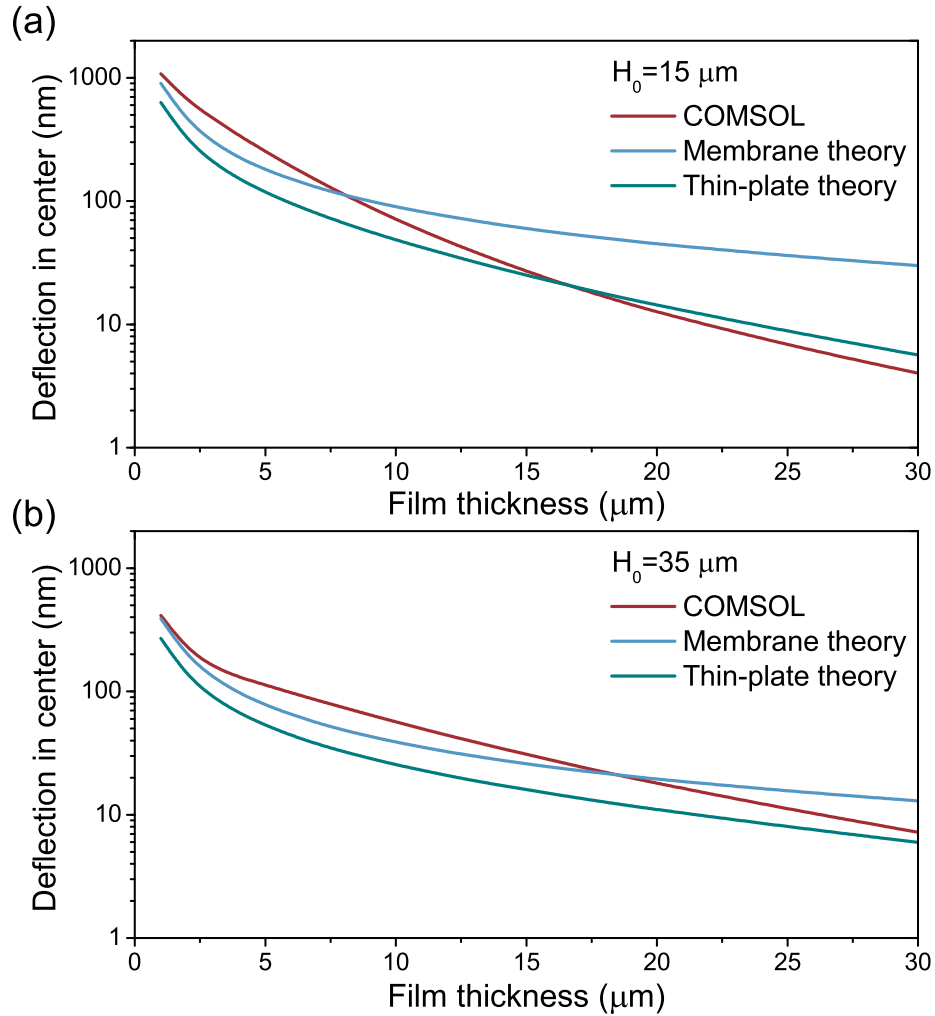 (a)
Deflection in center (nm)
1000
100
10
1
H₀=15 μm
COMSOL
Membrane theory
Thin-plate theory
0 5 10 15 20 25 30
Film thickness (μm)
(b)
Deflection in center (nm)
1000
100
10
1
H₀=35 μm
COMSOL
Membrane theory
Thin-plate theory
0 5 10 15 20 25 30
Film thickness (μm)